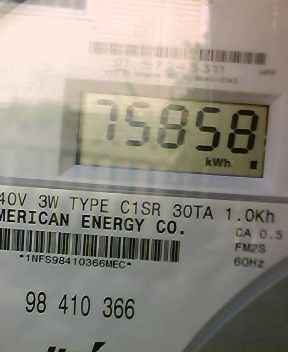 75858
kWh
40V 3W TYPE C1SR 30TA 1.0Kh
MERICAN ENERGY CO.
CA 0.5
FM2S
*1NFS98410366MEC*
60Hz
98 410 366